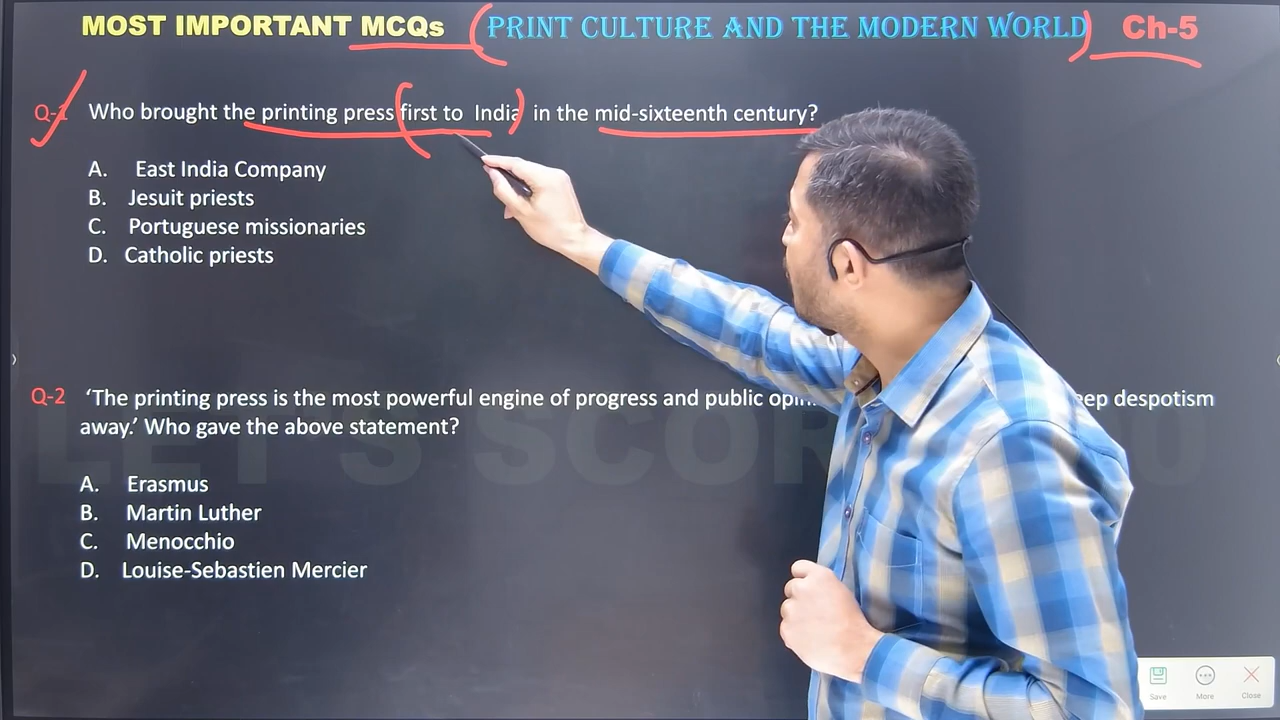 MOST IMPORTANT MCQs (PRINT CULTURE AND THE MODERN WORLD) Ch-5
Q-1 Who brought the printing press first to India in the mid-sixteenth century?
A. East India Company
B. Jesuit priests
C. Portuguese missionaries
D. Catholic priests
Q-2 ‘The printing press is the most powerful engine of progress and public despotism
away.’ Who gave the above statement?
LET'S SCOR
A. Erasmus
B. Martin Luther
C. Menocchio
D. Louise-Sebastien Mercier
Save More Close